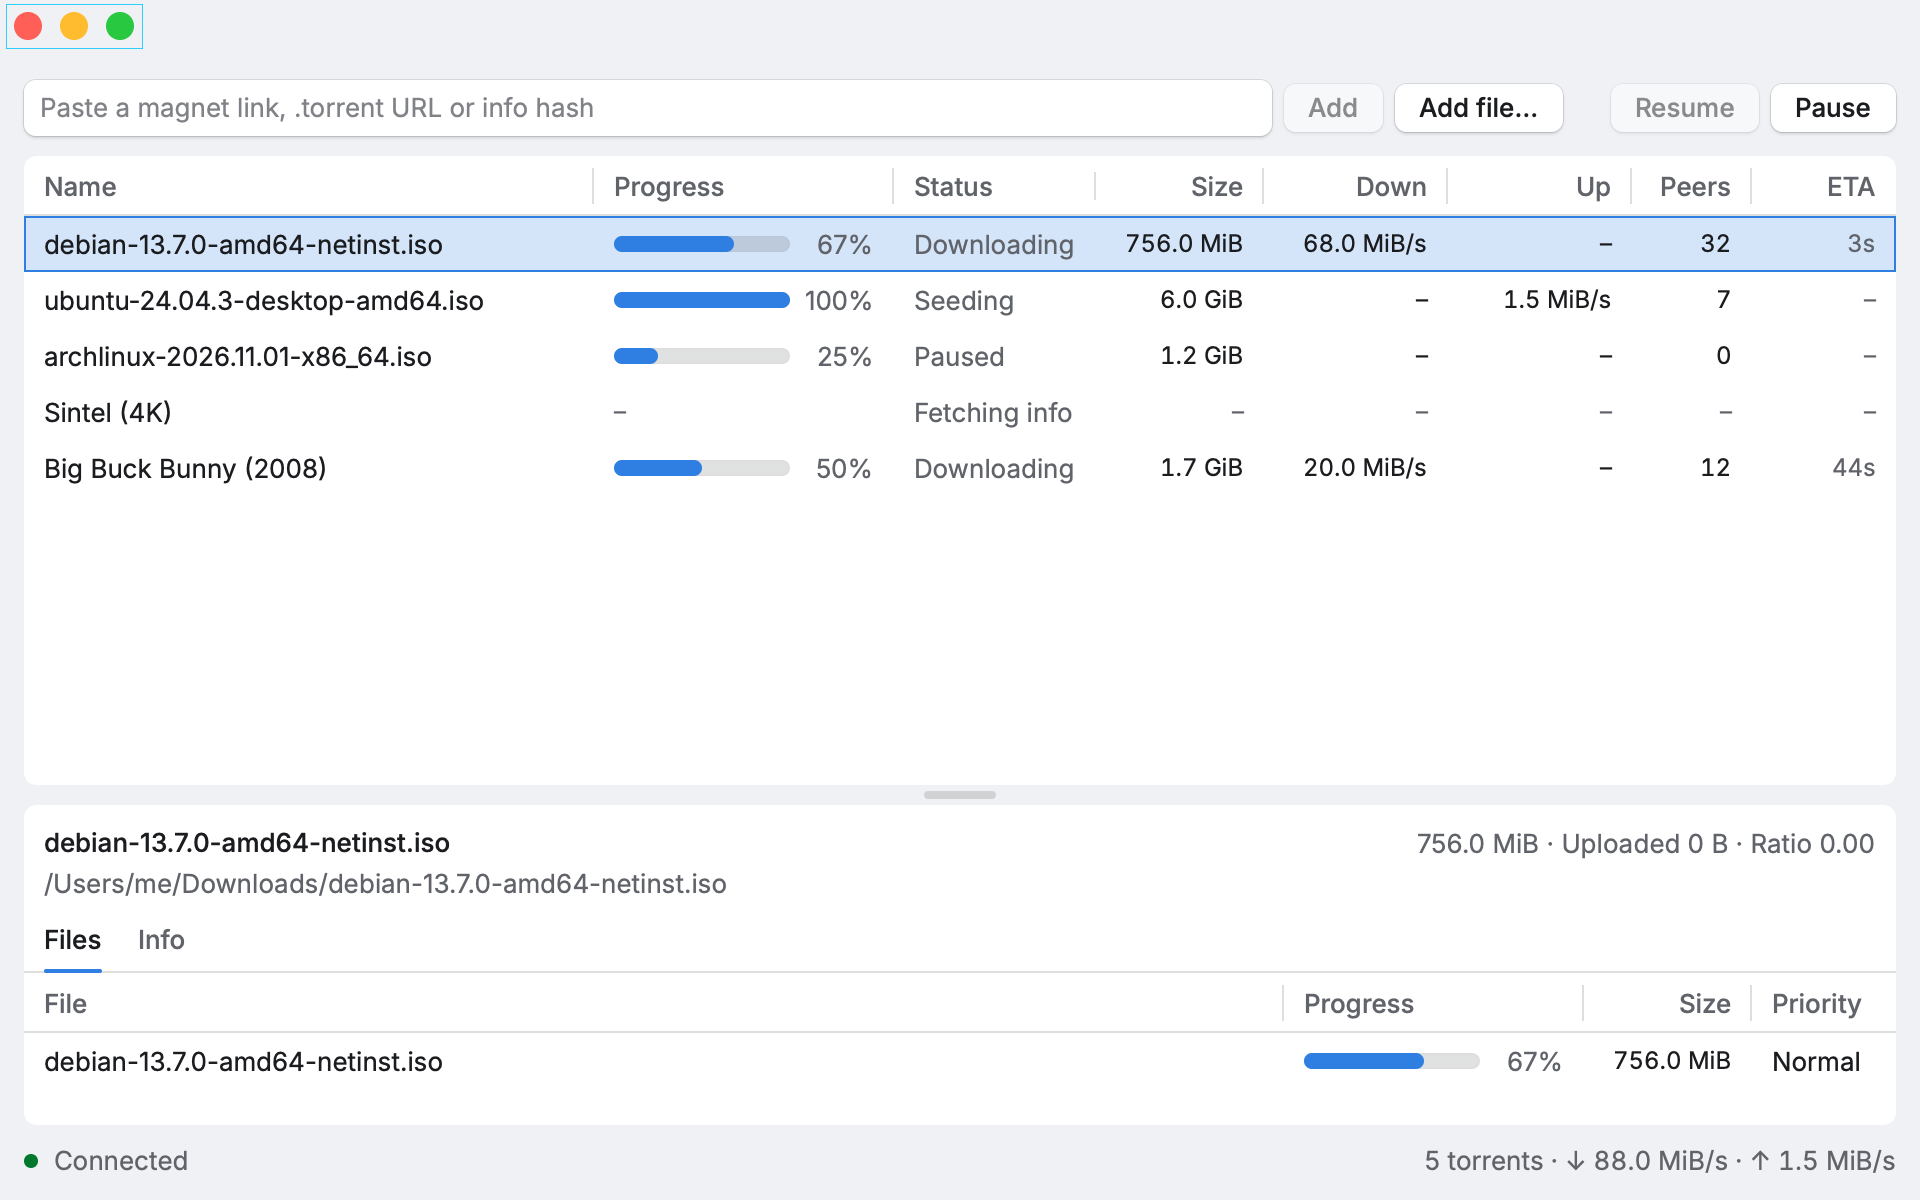 Paste a magnet link, .torrent URL or info hash Add Add file... Resume Pause
Name Progress Status Size Down Up Peers ETA
debian-13.7.0-amd64-netinst.iso 67% Downloading 756.0 MiB 68.0 MiB/s – 32 3s
ubuntu-24.04.3-desktop-amd64.iso 100% Seeding 6.0 GiB – 1.5 MiB/s 7 –
archlinux-2026.11.01-x86_64.iso 25% Paused 1.2 GiB – – 0 –
Sintel (4K) – Fetching info – – – – –
Big Buck Bunny (2008) 50% Downloading 1.7 GiB 20.0 MiB/s – 12 44s
debian-13.7.0-amd64-netinst.iso 756.0 MiB · Uploaded 0 B · Ratio 0.00
/Users/me/Downloads/debian-13.7.0-amd64-netinst.iso
Files Info
File Progress Size Priority
debian-13.7.0-amd64-netinst.iso 67% 756.0 MiB Normal
Connected 5 torrents · ↓ 88.0 MiB/s · ↑ 1.5 MiB/s